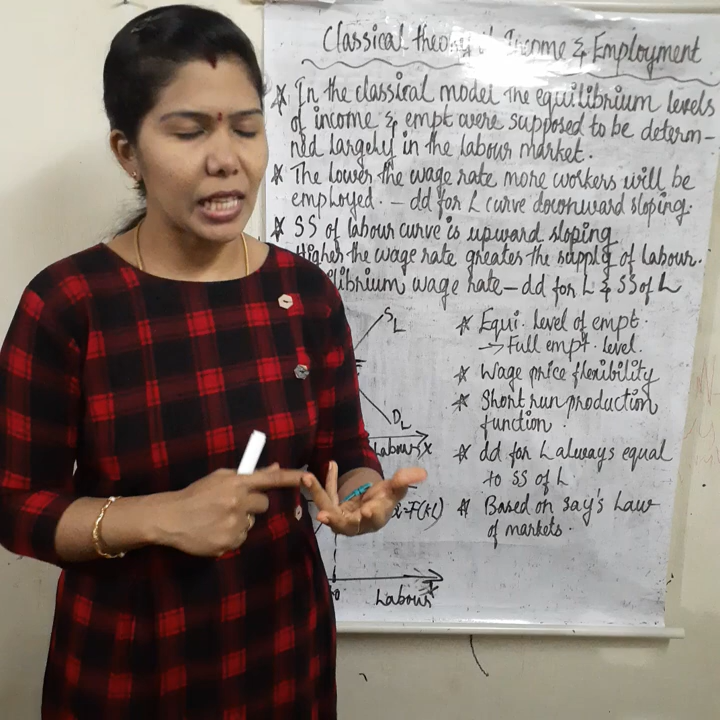 Classical theory Income & Employment
* In the classical model the equilibrium levels
of income & empt were supposed to be determ-
ned largely in the labour market.
* The lower the wage rate more workers will be
employed. - dd for L curve downward sloping.
* SS of labour curve is upward sloping
Higher the wage rate greater the supply of labour.
librium wage rate - dd for L & SS of L
SL
DL
Labour X
* Equi. level of empt.
→ Full empt. level.
* Wage price flexibility
* Short run production
function.
* dd for L always equal
to SS of L
* Based on Say's Law
of markets.
Labour